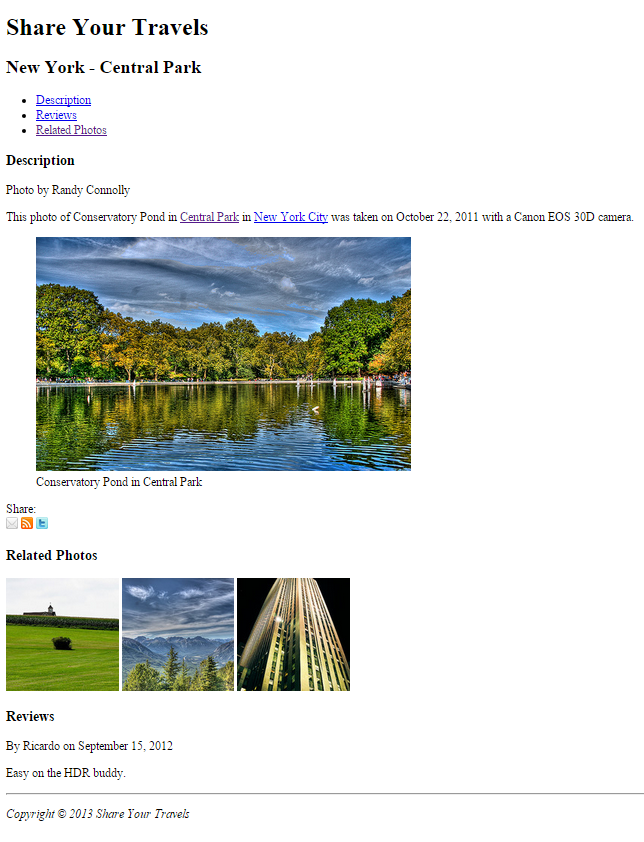 Share Your Travels
New York - Central Park
Description
Reviews
Related Photos
Description
Photo by Randy Connolly
This photo of Conservatory Pond in Central Park in New York City was taken on October 22, 2011 with a Canon EOS 30D camera.
Conservatory Pond in Central Park
Share:
Related Photos
Reviews
By Ricardo on September 15, 2012
Easy on the HDR buddy.
Copyright © 2013 Share Your Travels